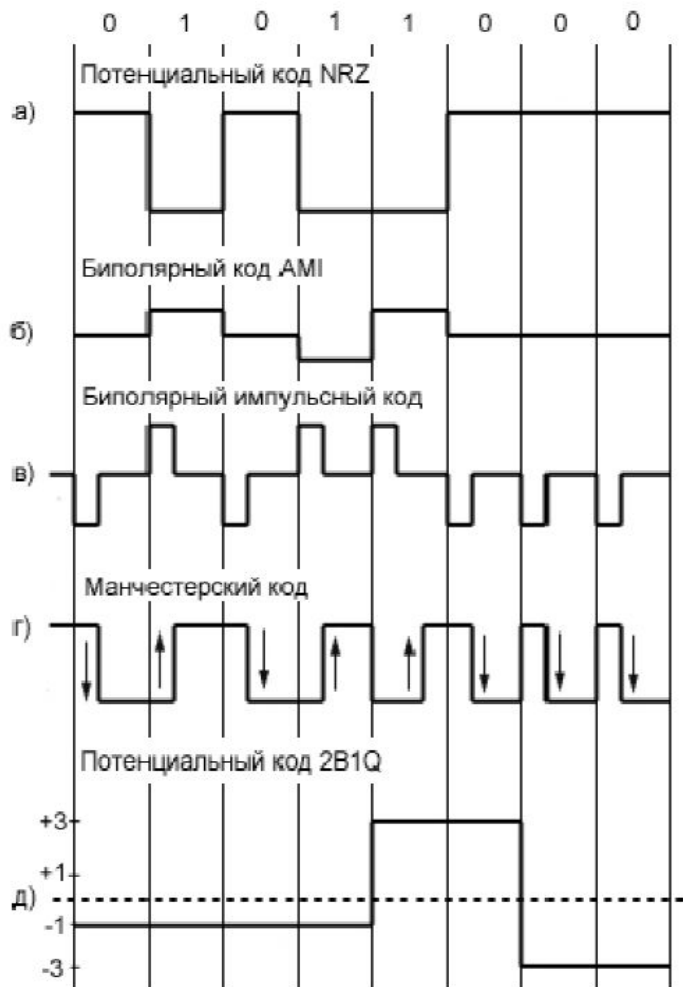 0 1 0 1 1 0 0 0
Потенциальный код NRZ
а)
Биполярный код AMI
б)
Биполярный импульсный код
в)
Манчестерский код
г)
Потенциальный код 2B1Q
+3
+1
д)
-1
-3